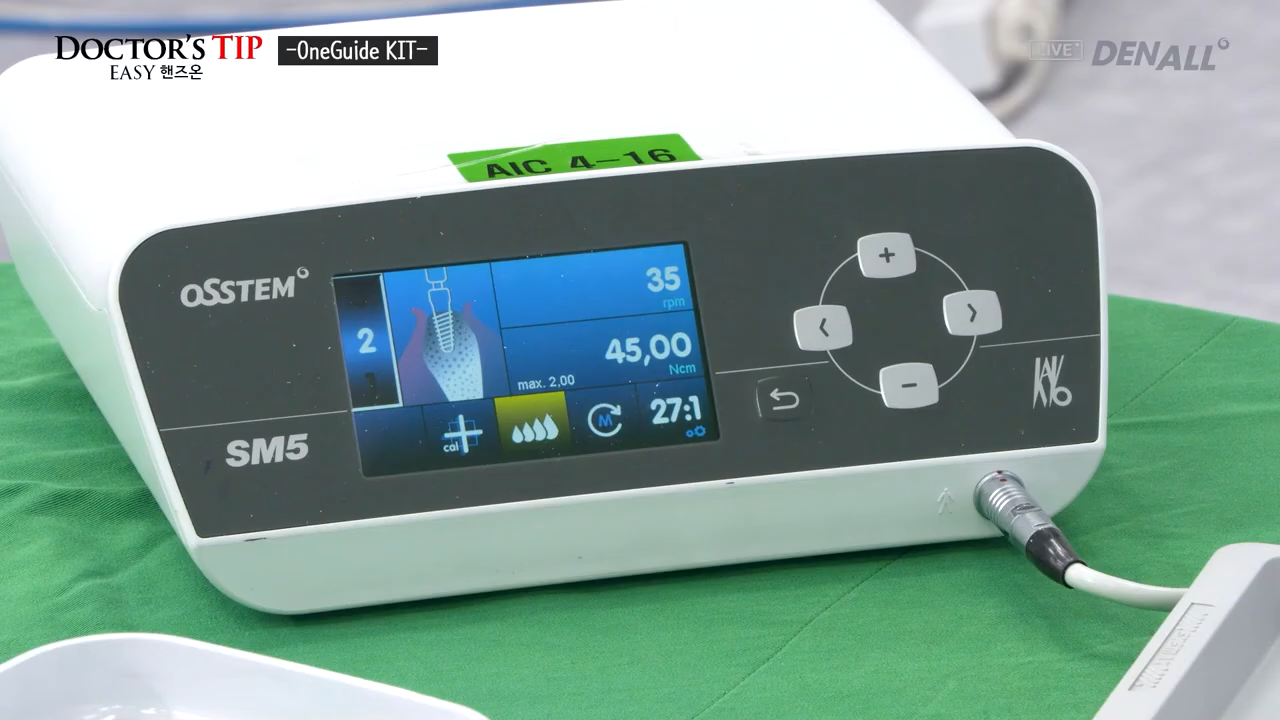 DOCTOR'S TIP
EASY 핸즈온
-OneGuide KIT-
LIVE
DENALL
AIC 4-16
OSSTEM
SM5
2
35
rpm
45,00
Ncm
max. 2,00
cal
M
27:1
+
-
KAVO